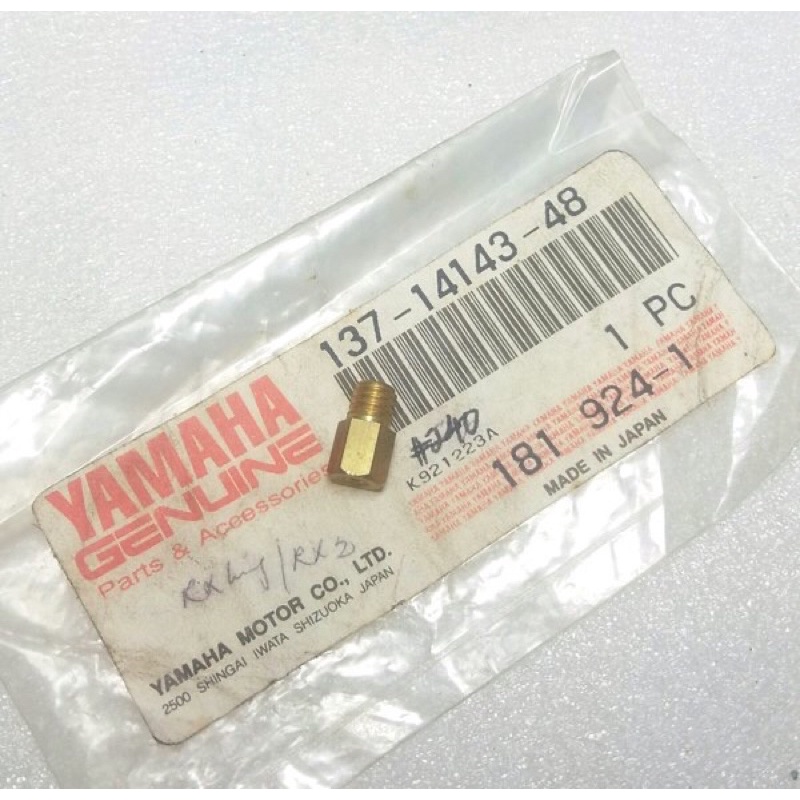 137-14143-48
1 PC
YAMAHA
GENUINE
Parts & Accessories
#240
K921223A
181 924-1
MADE IN JAPAN
YAMAHA MOTOR CO., LTD.
2500 SHINGAI IWATA SHIZUOKA JAPAN